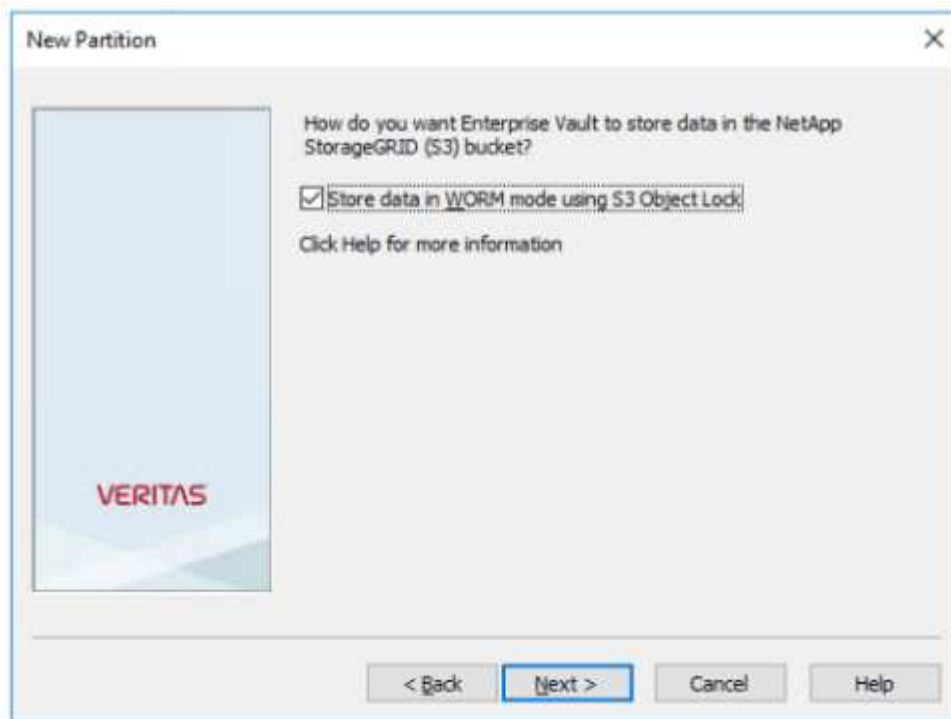 New Partition
How do you want Enterprise Vault to store data in the NetApp
StorageGRID (S3) bucket?
Store data in WORM mode using S3 Object Lock
Click Help for more information
VERITAS
< Back
Next >
Cancel
Help